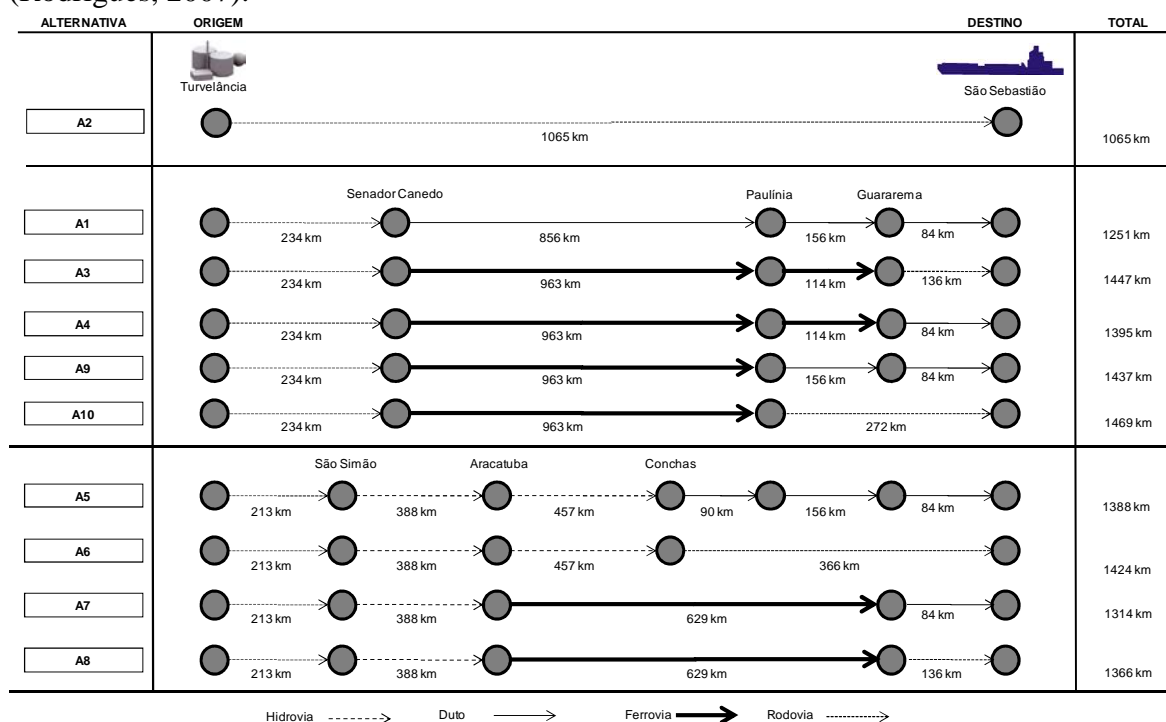 (Rodrigues, 2007).
ALTERNATIVA ORIGEM DESTINO TOTAL
Turvelância São Sebastião
A2 1065 km 1065 km
Senador Canedo Paulínia Guararema
A1 234 km 856 km 156 km 84 km 1251 km
A3 234 km 963 km 114 km 136 km 1447 km
A4 234 km 963 km 114 km 84 km 1395 km
A9 234 km 963 km 156 km 84 km 1437 km
A10 234 km 963 km 272 km 1469 km
São Simão Aracatuba Conchas
A5 213 km 388 km 457 km 90 km 156 km 84 km 1388 km
A6 213 km 388 km 457 km 366 km 1424 km
A7 213 km 388 km 629 km 84 km 1314 km
A8 213 km 388 km 629 km 136 km 1366 km
Hidrovia Duto Ferrovia Rodovia